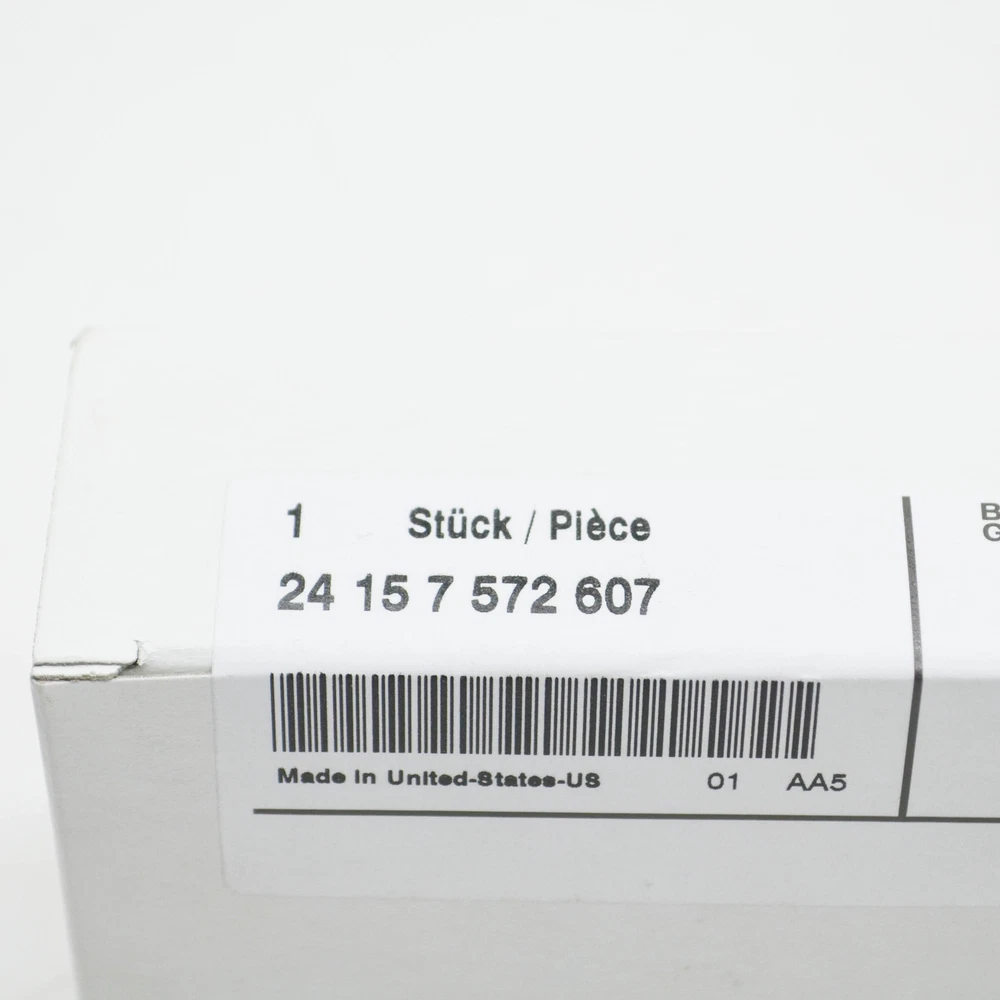 1 Stück / Pièce
24 15 7 572 607
Made in United-States-US 01 AA5